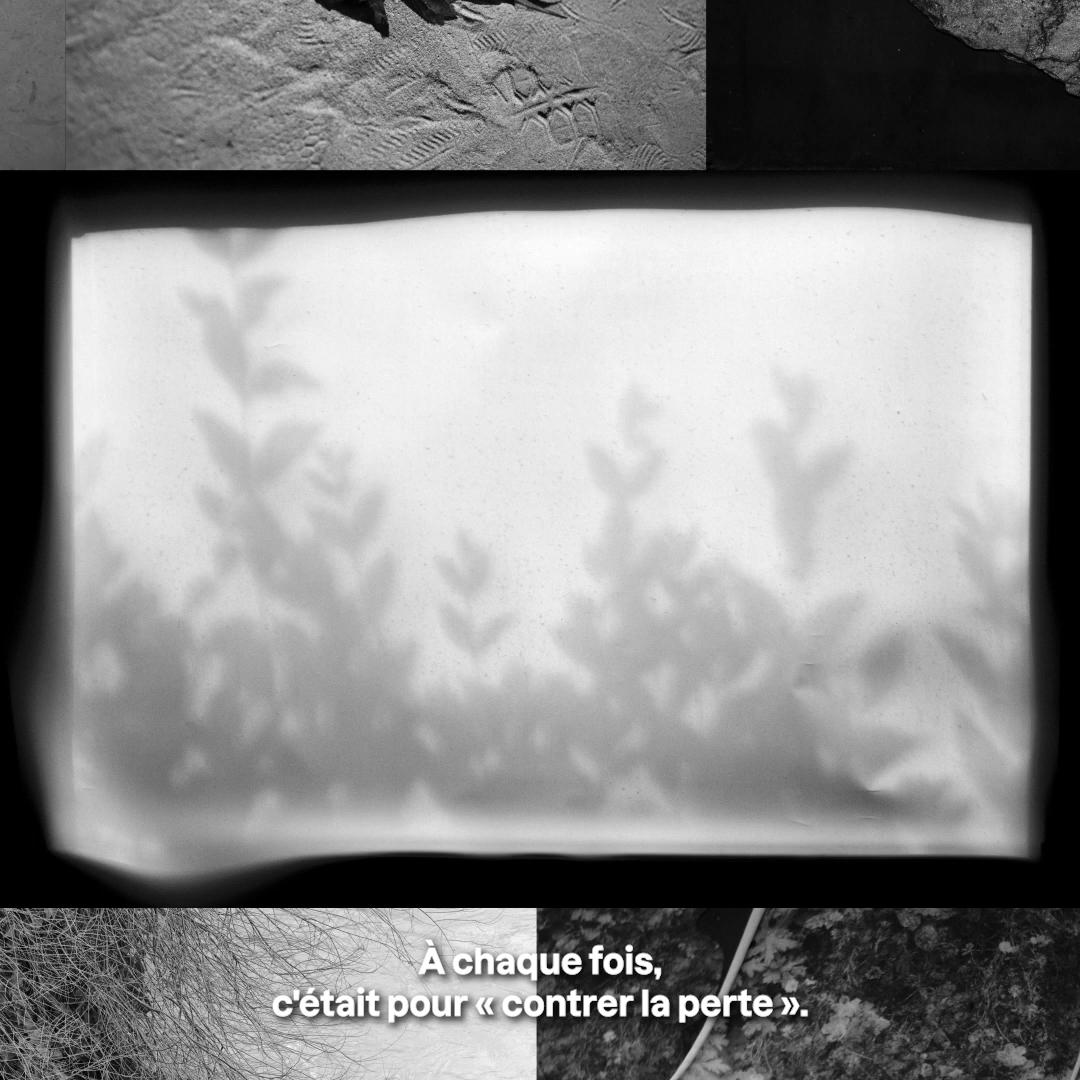 À chaque fois,
c'était pour « contrer la perte ».